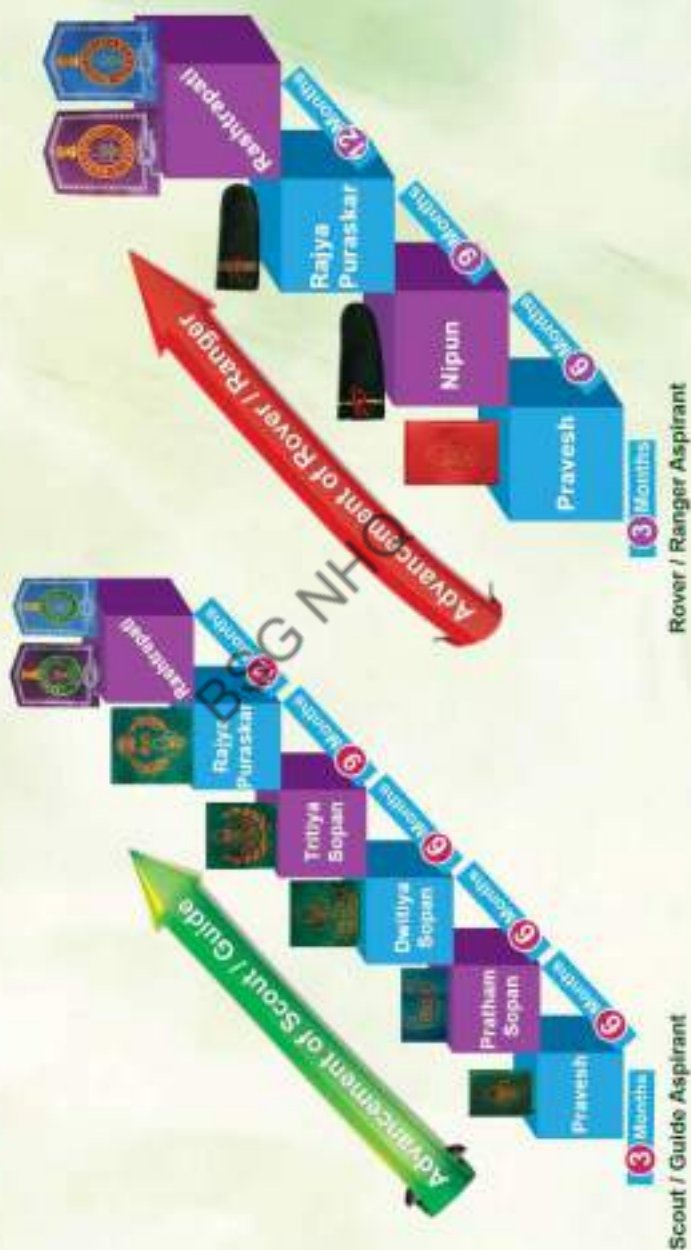 Advancement of Scout / Guide
Rashtrapati
12 Months
Rajya
Puraskar
9 Months
Tritiya
Sopan
6 Months
Dwitiya
Sopan
6 Months
Pratham
Sopan
6 Months
Pravesh
3 Months
Scout / Guide Aspirant
Advancement of Rover / Ranger
Rashtrapati
12 Months
Rajya
Puraskar
9 Months
Nipun
6 Months
Pravesh
3 Months
Rover / Ranger Aspirant
BSG NHQ